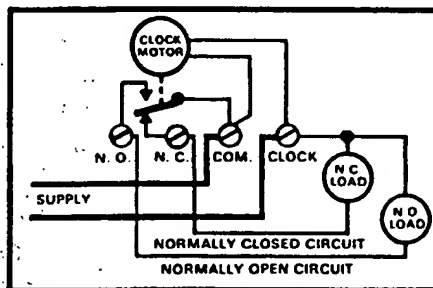 CLOCK
MOTOR
N. O. N. C. COM. CLOCK
SUPPLY
N C
LOAD
N O
LOAD
NORMALLY CLOSED CIRCUIT
NORMALLY OPEN CIRCUIT